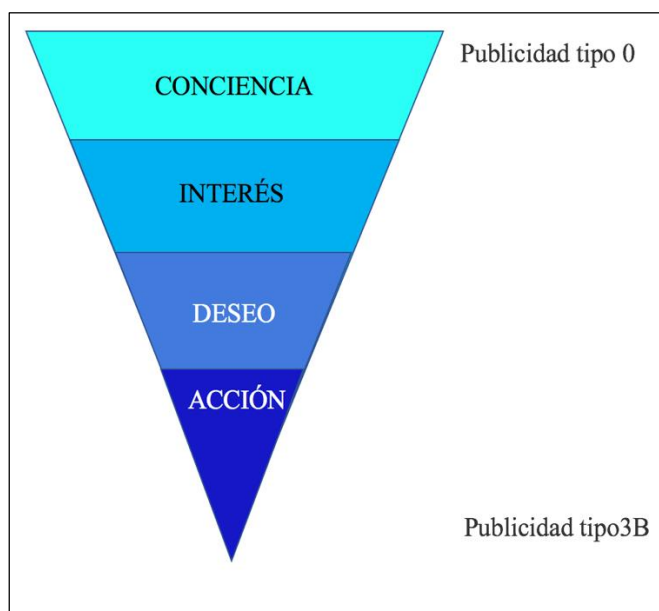 CONCIENCIA
Publicidad tipo 0
INTERÉS
DESEO
ACCIÓN
Publicidad tipo3B